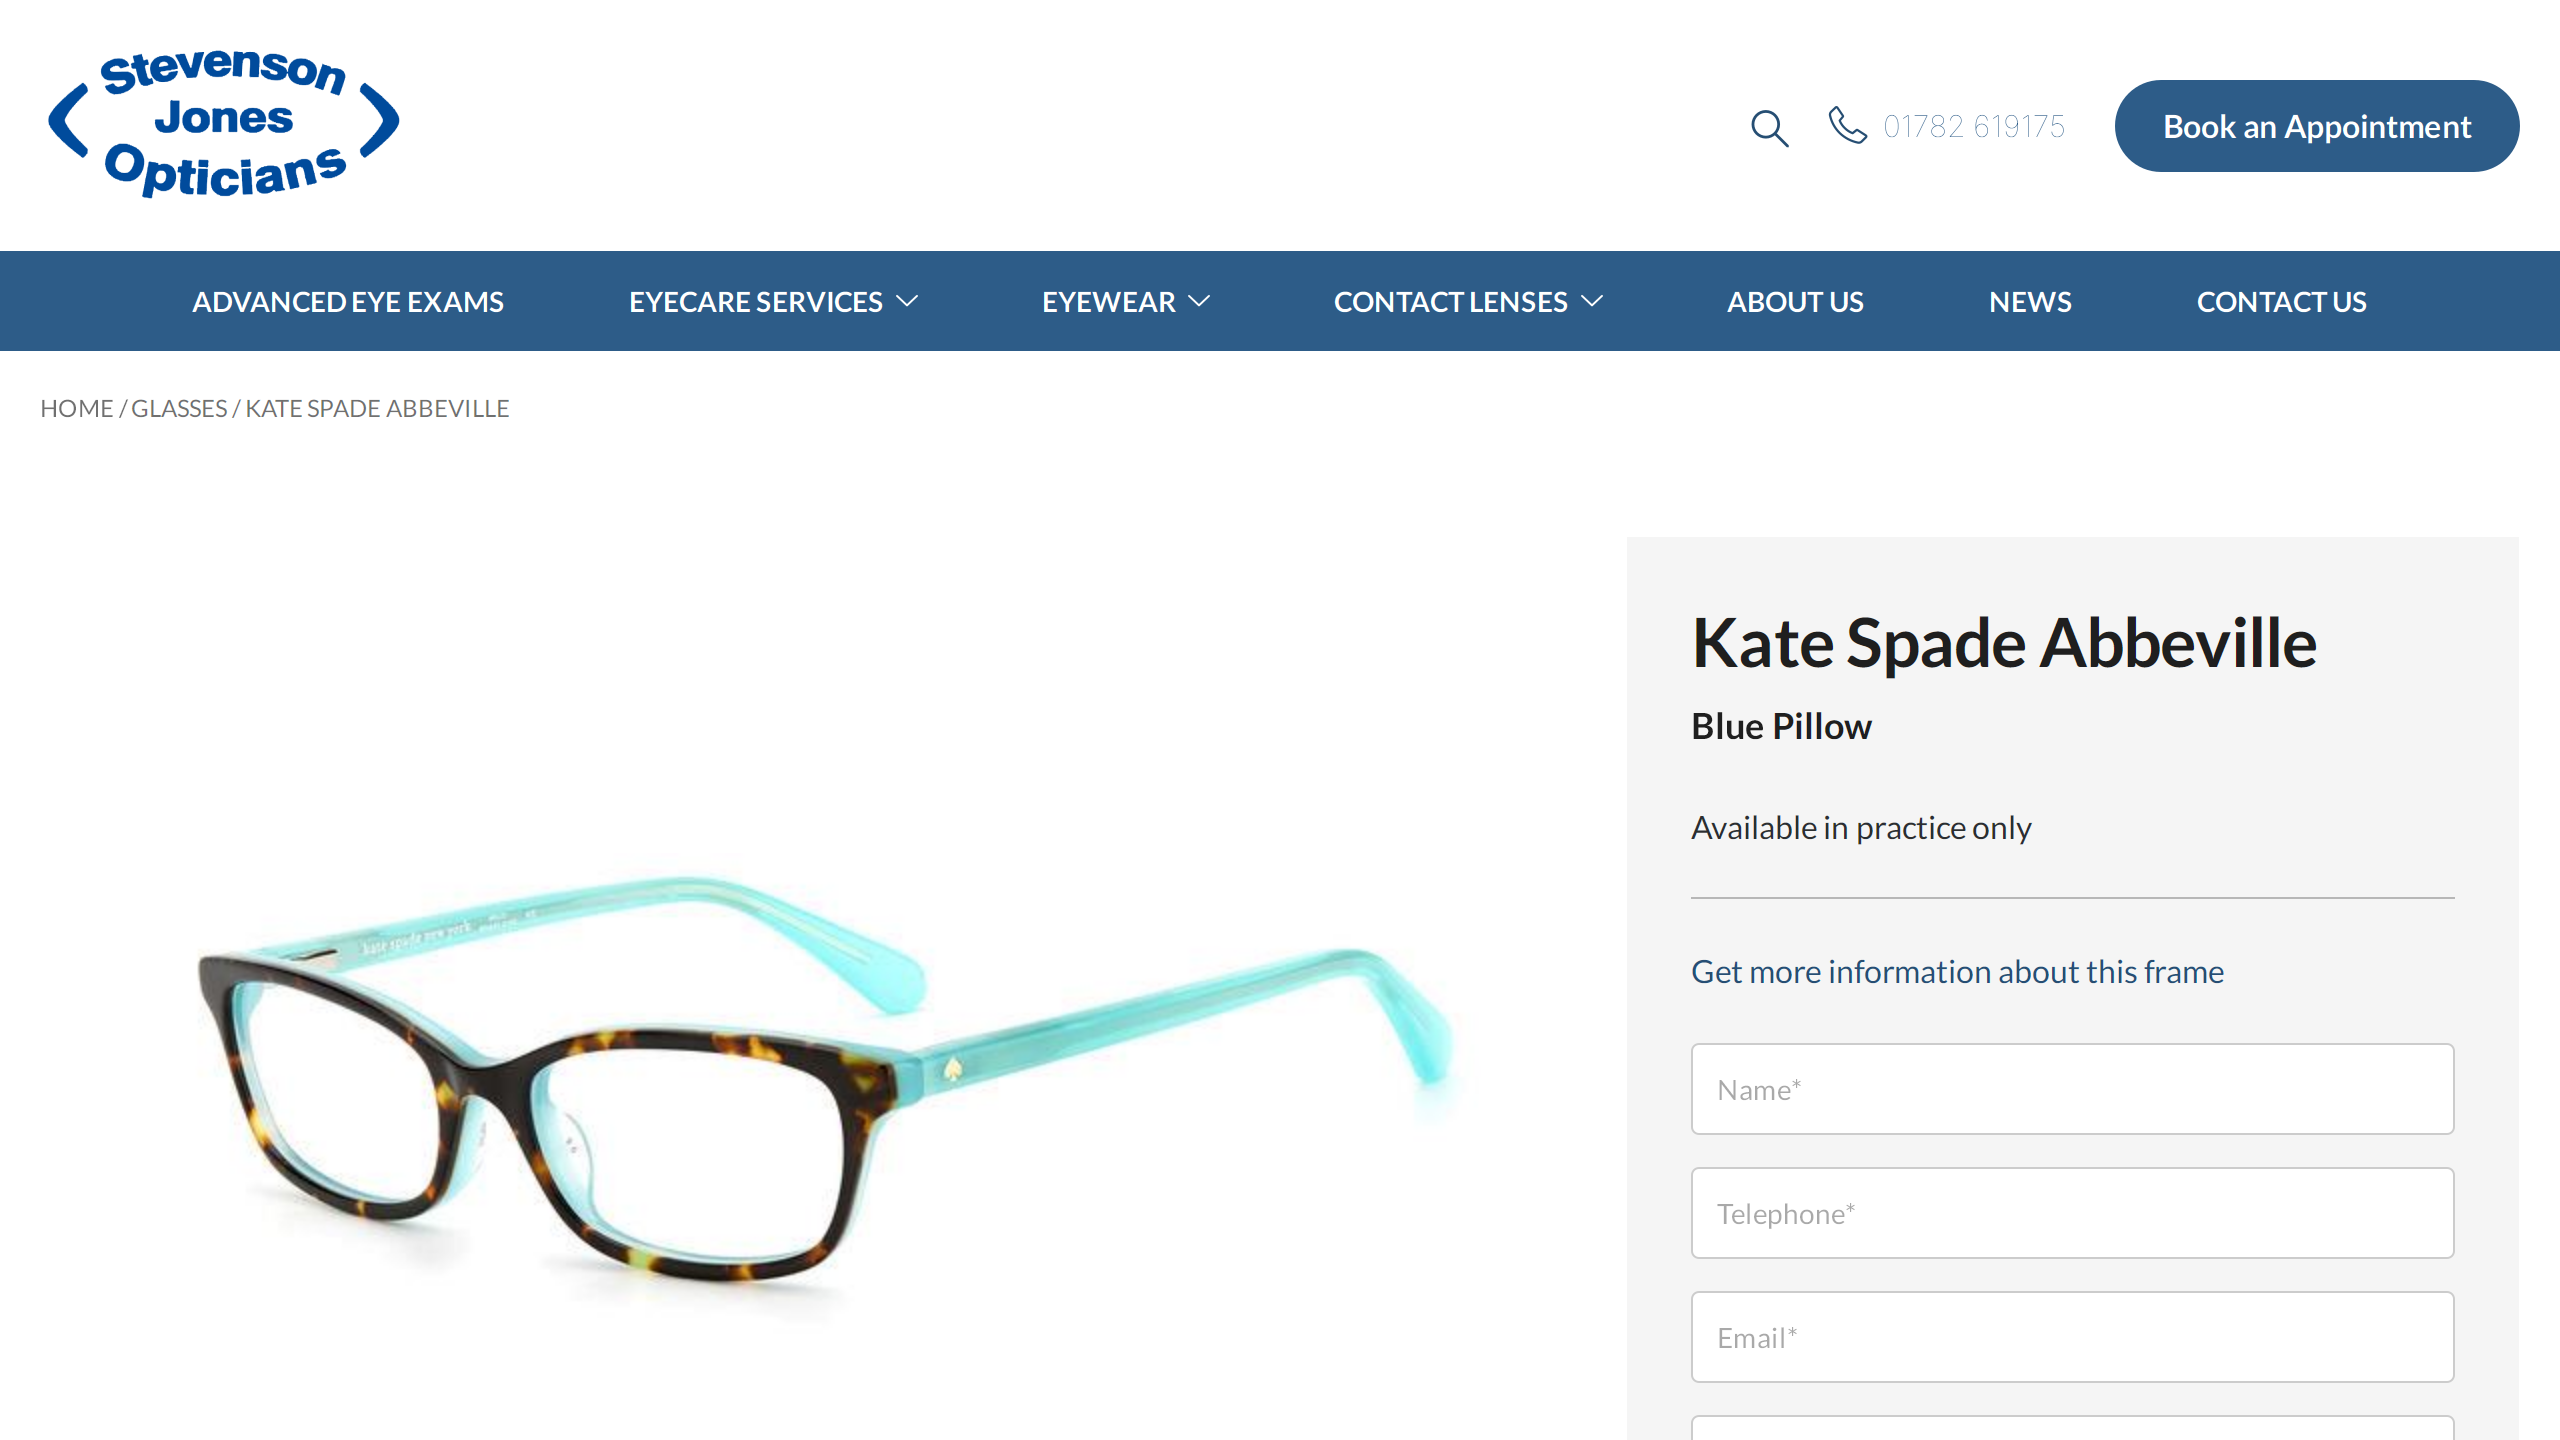 Stevenson
Jones
Opticians
01782 619175
Book an Appointment
ADVANCED EYE EXAMS
EYECARE SERVICES
EYEWEAR
CONTACT LENSES
ABOUT US
NEWS
CONTACT US
HOME / GLASSES / KATE SPADE ABBEVILLE
kate spade new york
Kate Spade Abbeville
Blue Pillow
Available in practice only
Get more information about this frame
Name*
Telephone*
Email*